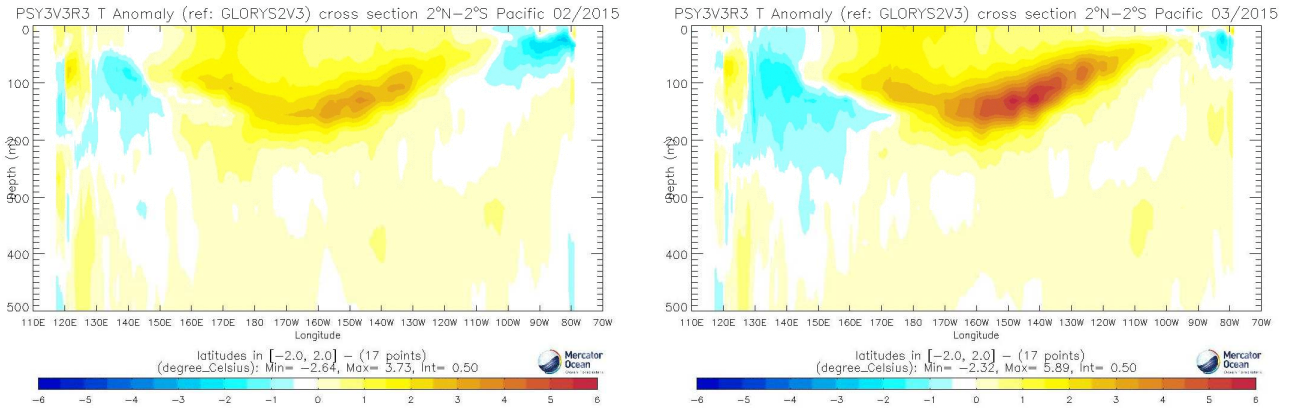 PSY3V3R3 T Anomaly (ref: GLORYS2V3) cross section 2°N-2°S Pacific 02/2015
0
100
200
300
400
500
Depth (m)
110E 120E 130E 140E 150E 160E 170E 180 170W 160W 150W 140W 130W 120W 110W 100W 90W 80W 70W
Longitude
latitudes in [-2.0, 2.0] - (17 points)
(degree_Celsius): Min= -2.64, Max= 3.73, Int= 0.50
Mercator
Ocean
-6 -5 -4 -3 -2 -1 0 1 2 3 4 5 6
PSY3V3R3 T Anomaly (ref: GLORYS2V3) cross section 2°N-2°S Pacific 03/2015
0
100
200
300
400
500
Depth (m)
110E 120E 130E 140E 150E 160E 170E 180 170W 160W 150W 140W 130W 120W 110W 100W 90W 80W 70W
Longitude
latitudes in [-2.0, 2.0] - (17 points)
(degree_Celsius): Min= -2.32, Max= 5.89, Int= 0.50
Mercator
Ocean
-6 -5 -4 -3 -2 -1 0 1 2 3 4 5 6